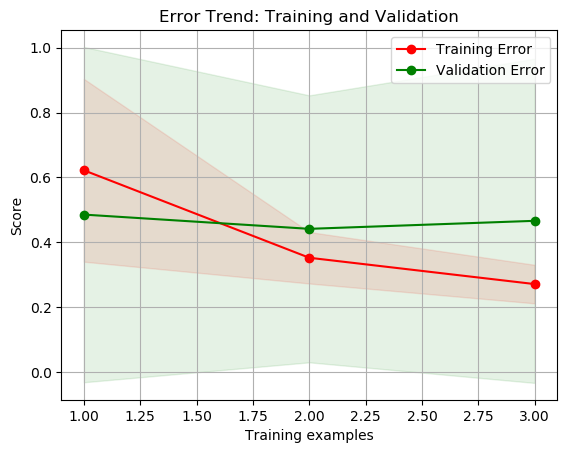 Error Trend: Training and Validation
Training Error
Validation Error
Score
1.0
0.8
0.6
0.4
0.2
0.0
1.00 1.25 1.50 1.75 2.00 2.25 2.50 2.75 3.00
Training examples